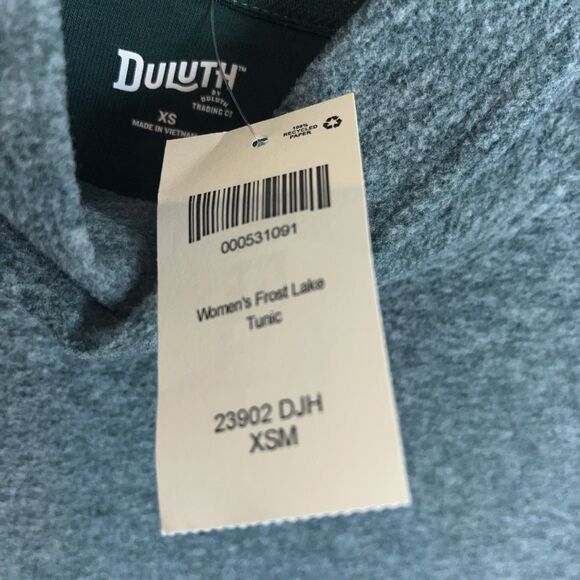 DULUTH™
BY
DULUTH
TRADING CO
XS
MADE IN VIETNAM
100%
RECYCLED
PAPER
000531091
Women's Frost Lake
Tunic
23902 DJH
XSM